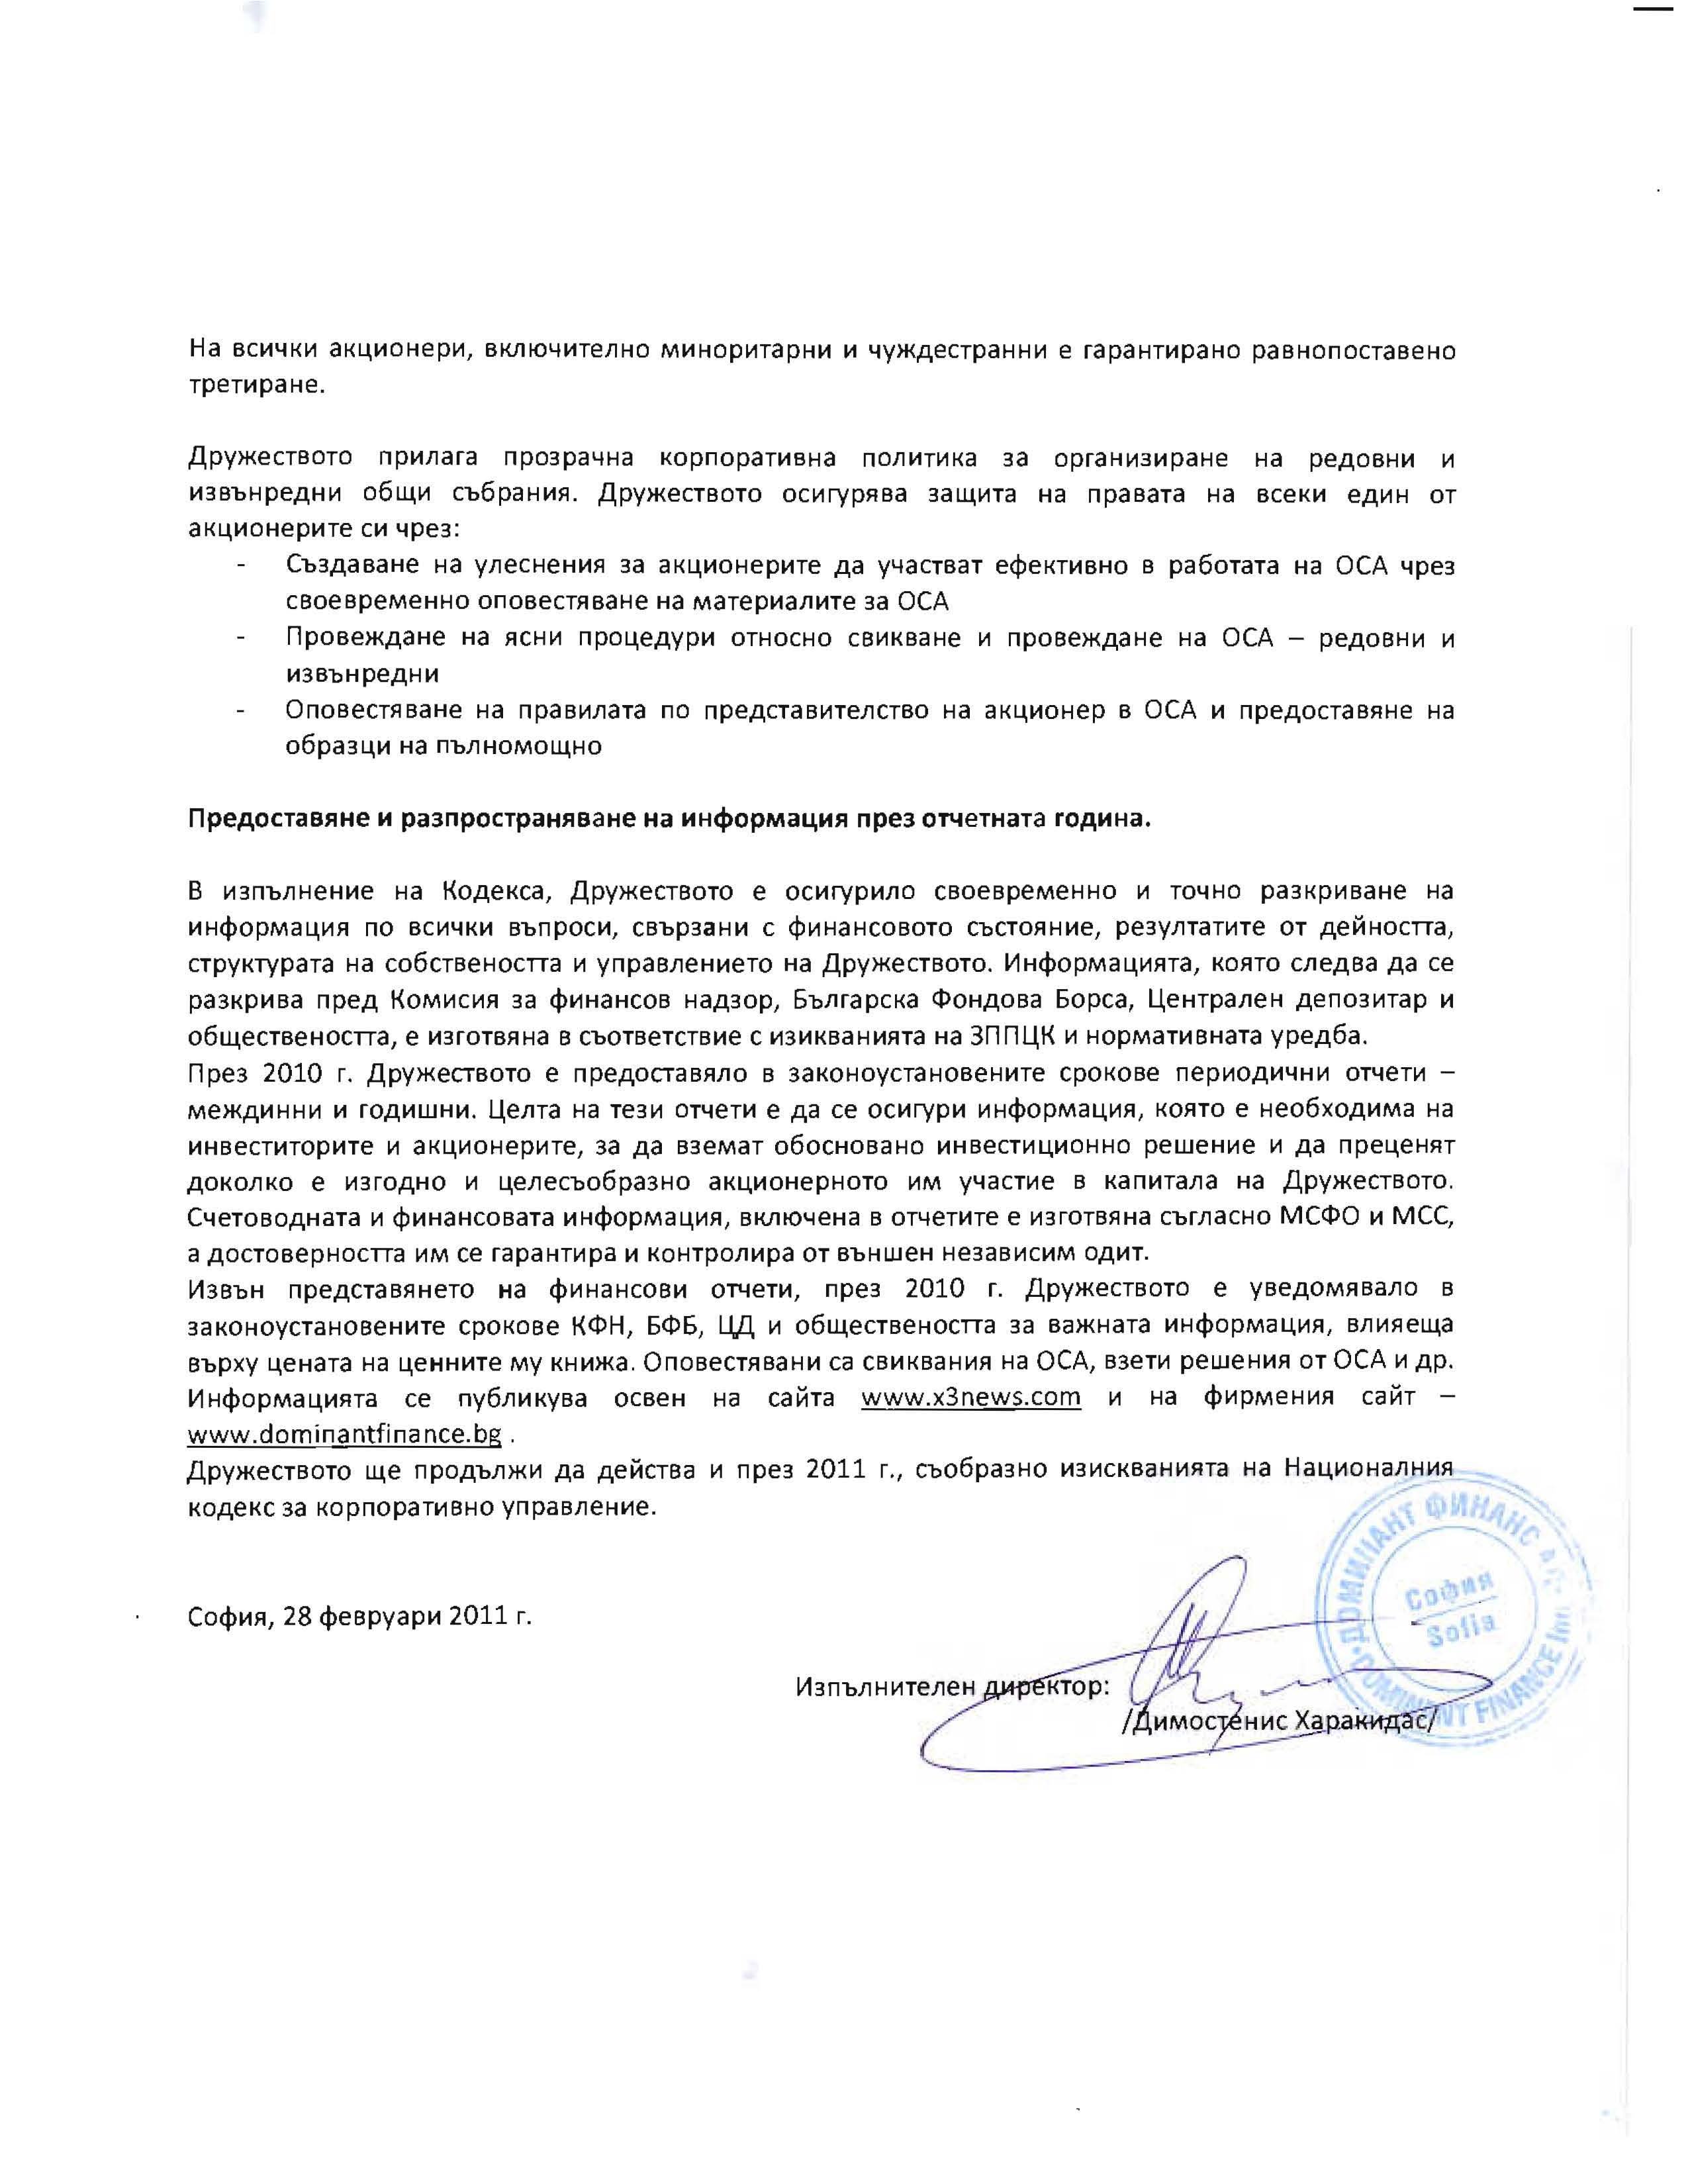 На всички акционери, включително миноритарни и чуждестранни е гарантирано равнопоставено
третиране.
Дружеството прилага прозрачна корпоративна политика за организиране на редовни и
извънредни общи събрания. Дружеството осигурява защита на правата на всеки един от
акционерите си чрез:
- Създаване на улеснения за акционерите да участват ефективно в работата на ОСА чрез
своевременно оповестяване на материалите за ОСА
- Провеждане на ясни процедури относно свикване и провеждане на ОСА – редовни и
извънредни
- Оповестяване на правилата по представителство на акционер в ОСА и предоставяне на
образци на пълномощно
Предоставяне и разпространяване на информация през отчетната година.
В изпълнение на Кодекса, Дружеството е осигурило своевременно и точно разкриване на
информация по всички въпроси, свързани с финансовото състояние, резултатите от дейността,
структурата на собствеността и управлението на Дружеството. Информацията, която следва да се
разкрива пред Комисия за финансов надзор, Българска Фондова Борса, Централен депозитар и
обществеността, е изготвяна в съответствие с изикванията на ЗППЦК и нормативната уредба.
През 2010 г. Дружеството е предоставяло в законоустановените срокове периодични отчети –
междинни и годишни. Целта на тези отчети е да се осигури информация, която е необходима на
инвеститорите и акционерите, за да вземат обосновано инвестиционно решение и да преценят
доколко е изгодно и целесъобразно акционерното им участие в капитала на Дружеството.
Счетоводната и финансовата информация, включена в отчетите е изготвяна съгласно МСФО и МСС,
а достоверността им се гарантира и контролира от външен независим одит.
Извън представянето на финансови отчети, през 2010 г. Дружеството е уведомявало в
законоустановените срокове КФН, БФБ, ЦД и обществеността за важната информация, влияеща
върху цената на ценните му книжа. Оповестявани са свиквания на ОСА, взети решения от ОСА и др.
Информацията се публикува освен на сайта www.x3news.com и на фирмения сайт –
www.dominantfinance.bg .
Дружеството ще продължи да действа и през 2011 г., съобразно изискванията на Националния
кодекс за корпоративно управление.
София, 28 февруари 2011 г.
Изпълнителен директор:
/Димостенис Харакидас/
ДОМИНАНТ ФИНАНС
София
Sofia
DOMINANT FINANCE